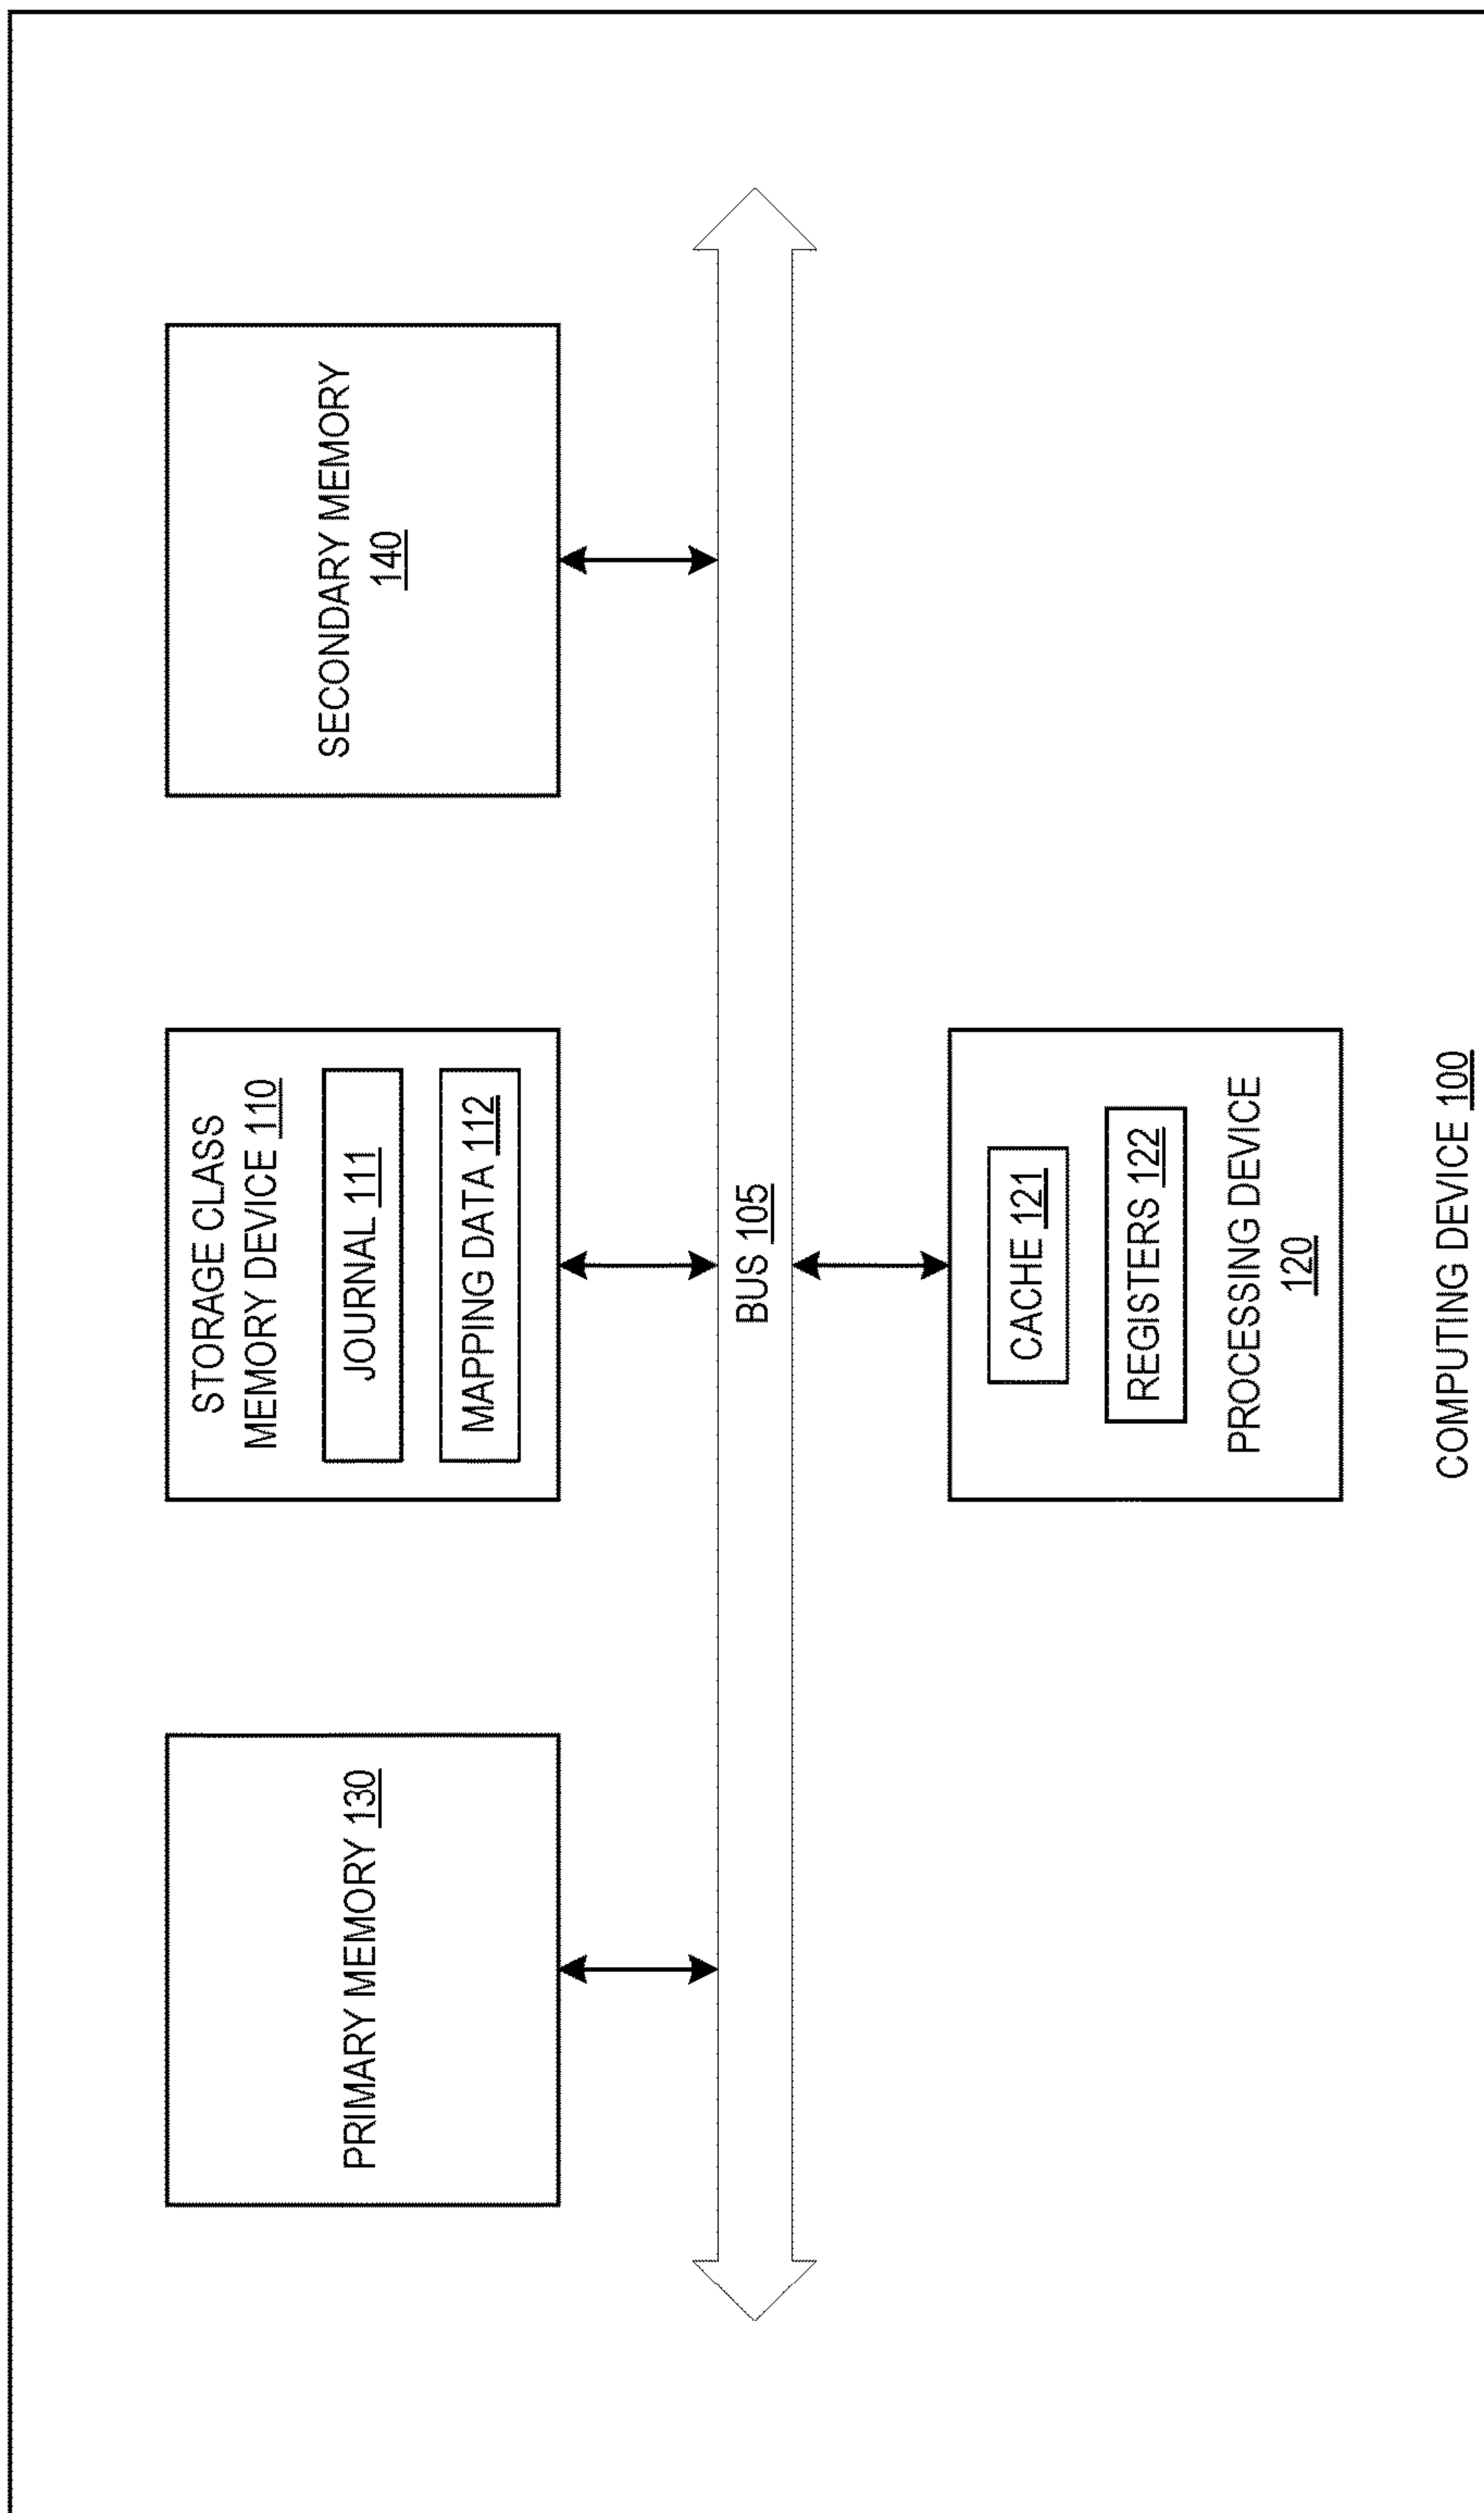 PRIMARY MEMORY 130
STORAGE CLASS
MEMORY DEVICE 110
JOURNAL 111
MAPPING DATA 112
SECONDARY MEMORY
140
BUS 105
CACHE 121
REGISTERS 122
PROCESSING DEVICE
120
COMPUTING DEVICE 100